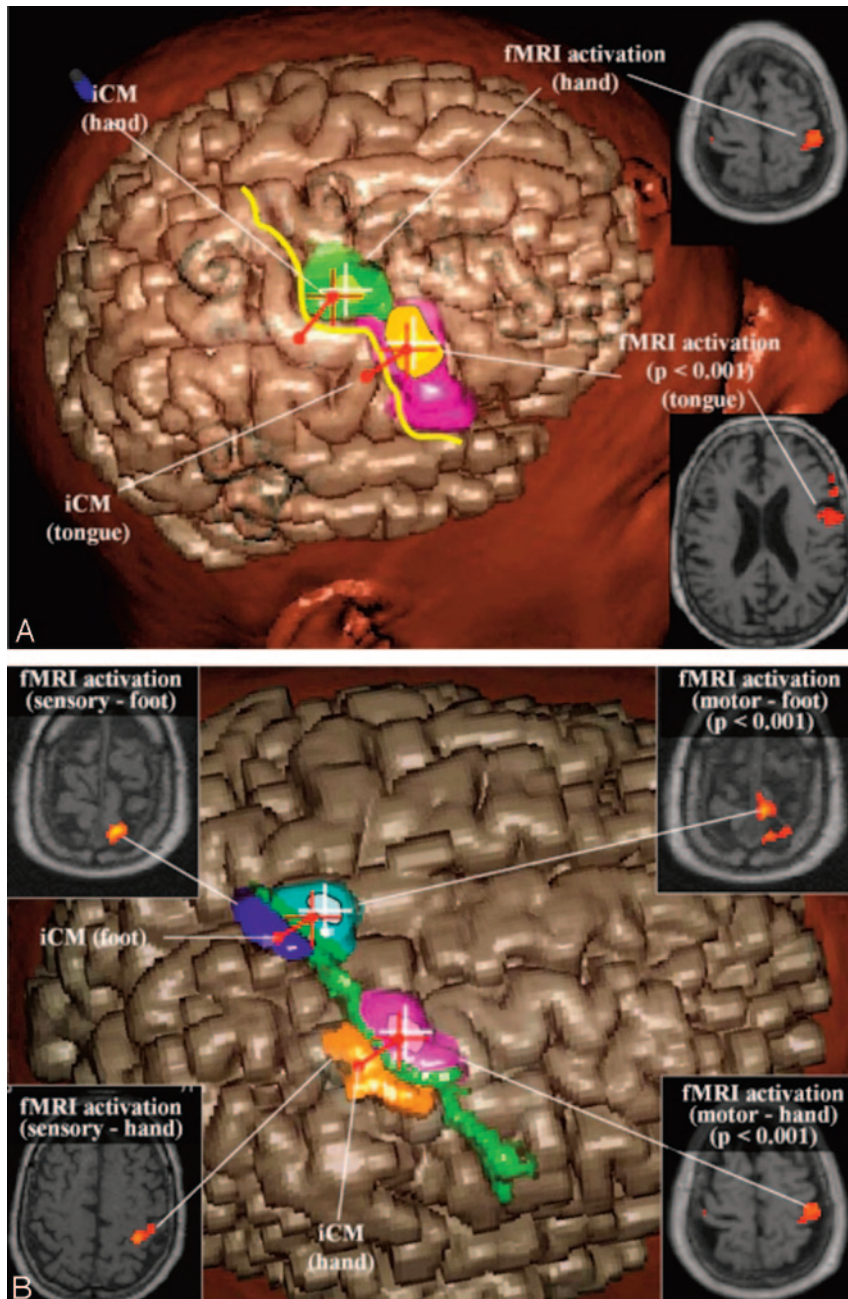 iCM
(hand)
fMRI activation
(hand)
fMRI activation
(p < 0.001)
(tongue)
iCM
(tongue)
A
fMRI activation
(sensory - foot)
fMRI activation
(motor - foot)
(p < 0.001)
iCM (foot)
fMRI activation
(sensory - hand)
fMRI activation
(motor - hand)
(p < 0.001)
iCM
(hand)
B